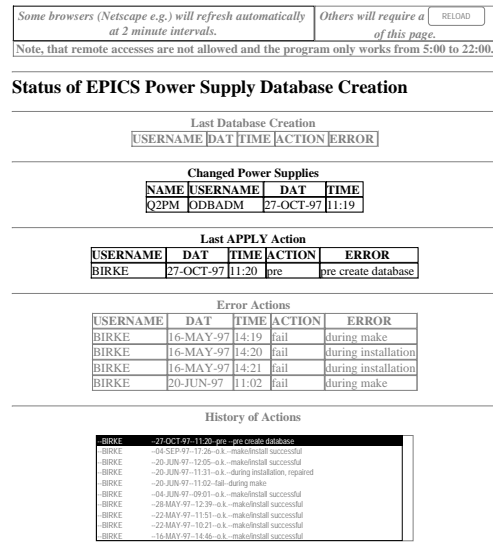 Some browsers (Netscape e.g.) will refresh automatically
at 2 minute intervals.
Others will require a RELOAD
of this page.
Note, that remote accesses are not allowed and the program only works from 5:00 to 22:00.
Status of EPICS Power Supply Database Creation
Last Database Creation
USERNAME DAT TIME ACTION ERROR
Changed Power Supplies
NAME USERNAME DAT TIME
Q2PM ODBADM 27-OCT-97 11:19
Last APPLY Action
USERNAME DAT TIME ACTION ERROR
BIRKE 27-OCT-97 11:20 pre pre create database
Error Actions
USERNAME DAT TIME ACTION ERROR
BIRKE 16-MAY-97 14:19 fail during make
BIRKE 16-MAY-97 14:20 fail during installation
BIRKE 16-MAY-97 14:21 fail during installation
BIRKE 20-JUN-97 11:02 fail during make
History of Actions
--BIRKE --27-OCT-97--11:20--pre --pre create database
--BIRKE --04-SEP-97--17:26--o.k.--make/install successful
--BIRKE --20-JUN-97--12:05--o.k.--make/install successful
--BIRKE --20-JUN-97--11:31--o.k.--during installation, repaired
--BIRKE --20-JUN-97--11:02--fail--during make
--BIRKE --04-JUN-97--09:01--o.k.--make/install successful
--BIRKE --28-MAY-97--12:39--o.k.--make/install successful
--BIRKE --22-MAY-97--11:51--o.k.--make/install successful
--BIRKE --22-MAY-97--10:21--o.k.--make/install successful
--BIRKE --16-MAY-97--14:46--o.k.--make/install successful